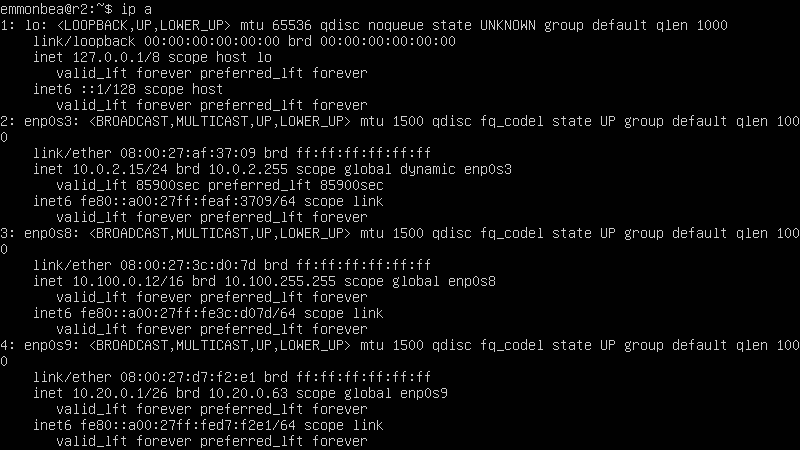 emmonbea@r2:~$ ip a
1: lo: <LOOPBACK,UP,LOWER_UP> mtu 65536 qdisc noqueue state UNKNOWN group default qlen 1000
    link/loopback 00:00:00:00:00:00 brd 00:00:00:00:00:00
    inet 127.0.0.1/8 scope host lo
       valid_lft forever preferred_lft forever
    inet6 ::1/128 scope host
       valid_lft forever preferred_lft forever
2: enp0s3: <BROADCAST,MULTICAST,UP,LOWER_UP> mtu 1500 qdisc fq_codel state UP group default qlen 100
0
    link/ether 08:00:27:af:37:09 brd ff:ff:ff:ff:ff:ff
    inet 10.0.2.15/24 brd 10.0.2.255 scope global dynamic enp0s3
       valid_lft 85900sec preferred_lft 85900sec
    inet6 fe80::a00:27ff:feaf:3709/64 scope link
       valid_lft forever preferred_lft forever
3: enp0s8: <BROADCAST,MULTICAST,UP,LOWER_UP> mtu 1500 qdisc fq_codel state UP group default qlen 100
0
    link/ether 08:00:27:3c:d0:7d brd ff:ff:ff:ff:ff:ff
    inet 10.100.0.12/16 brd 10.100.255.255 scope global enp0s8
       valid_lft forever preferred_lft forever
    inet6 fe80::a00:27ff:fe3c:d07d/64 scope link
       valid_lft forever preferred_lft forever
4: enp0s9: <BROADCAST,MULTICAST,UP,LOWER_UP> mtu 1500 qdisc fq_codel state UP group default qlen 100
0
    link/ether 08:00:27:d7:f2:e1 brd ff:ff:ff:ff:ff:ff
    inet 10.20.0.1/26 brd 10.20.0.63 scope global enp0s9
       valid_lft forever preferred_lft forever
    inet6 fe80::a00:27ff:fed7:f2e1/64 scope link
       valid_lft forever preferred_lft forever